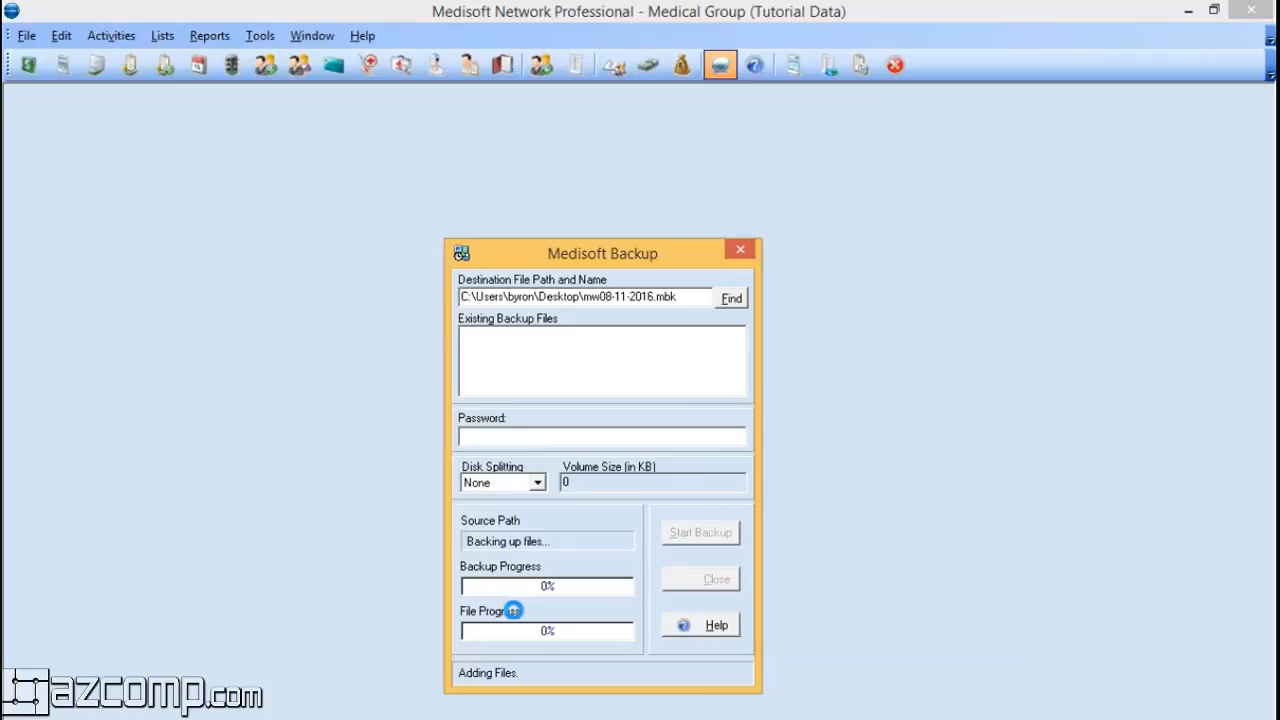 Medisoft Network Professional - Medical Group (Tutorial Data)
File Edit Activities Lists Reports Tools Window Help
Medisoft Backup
Destination File Path and Name
C:\Users\byron\Desktop\mw08-11-2016.mbk Find
Existing Backup Files
Password:
Disk Splitting Volume Size (in KB)
None 0
Source Path
Backing up files...
Start Backup
Backup Progress
0%
Close
File Progress
0%
Help
Adding Files.
azcomp.com